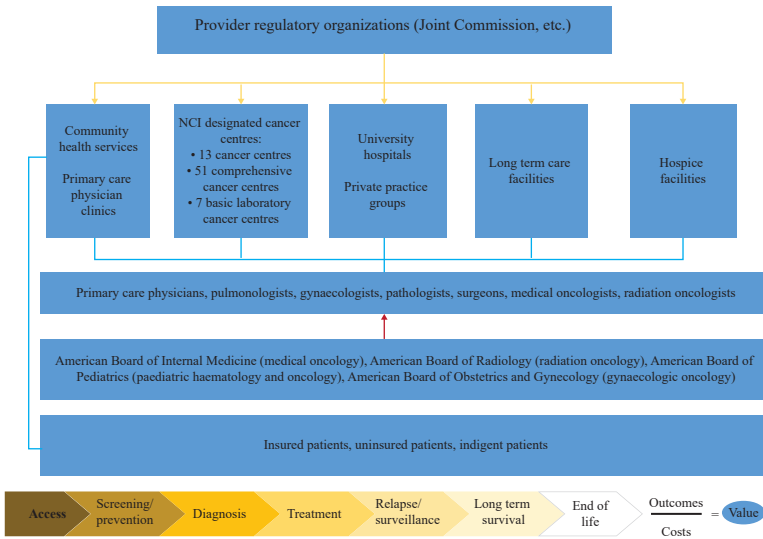 Provider regulatory organizations (Joint Commission, etc.)
Community
health services
Primary care
physician
clinics
NCI designated cancer
centres:
• 13 cancer centres
• 51 comprehensive
cancer centres
• 7 basic laboratory
cancer centres
University
hospitals
Private practice
groups
Long term care
facilities
Hospice
facilities
Primary care physicians, pulmonologists, gynaecologists, pathologists, surgeons, medical oncologists, radiation oncologists
American Board of Internal Medicine (medical oncology), American Board of Radiology (radiation oncology), American Board of
Pediatrics (paediatric haematology and oncology), American Board of Obstetrics and Gynecology (gynaecologic oncology)
Insured patients, uninsured patients, indigent patients
Access
Screening/
prevention
Diagnosis
Treatment
Relapse/
surveillance
Long term
survival
End of
life
Outcomes
Costs
=
Value